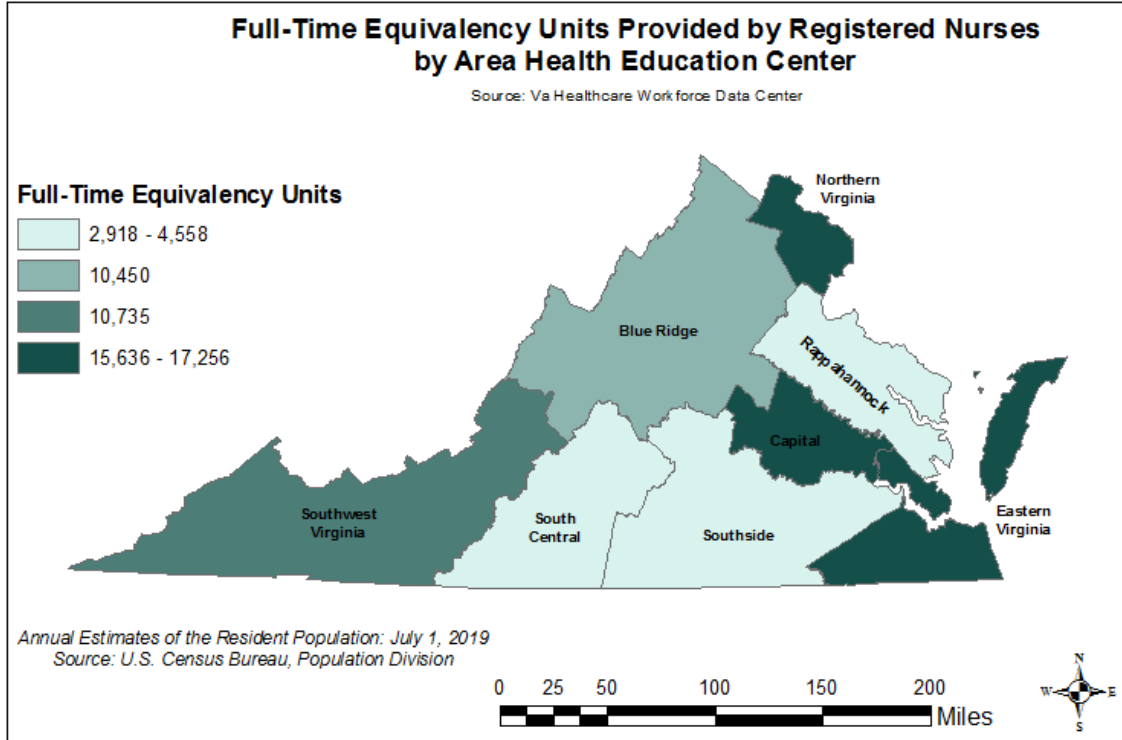 Full-Time Equivalency Units Provided by Registered Nurses
by Area Health Education Center
Source: Va Healthcare Workforce Data Center
Full-Time Equivalency Units
2,918 - 4,558
10,450
10,735
15,636 - 17,256
Northern
Virginia
Blue Ridge
Rappahannock
Capital
Southwest
Virginia
South
Central
Southside
Eastern
Virginia
Annual Estimates of the Resident Population: July 1, 2019
Source: U.S. Census Bureau, Population Division
0 25 50 100 150 200
Miles
N
W E
S